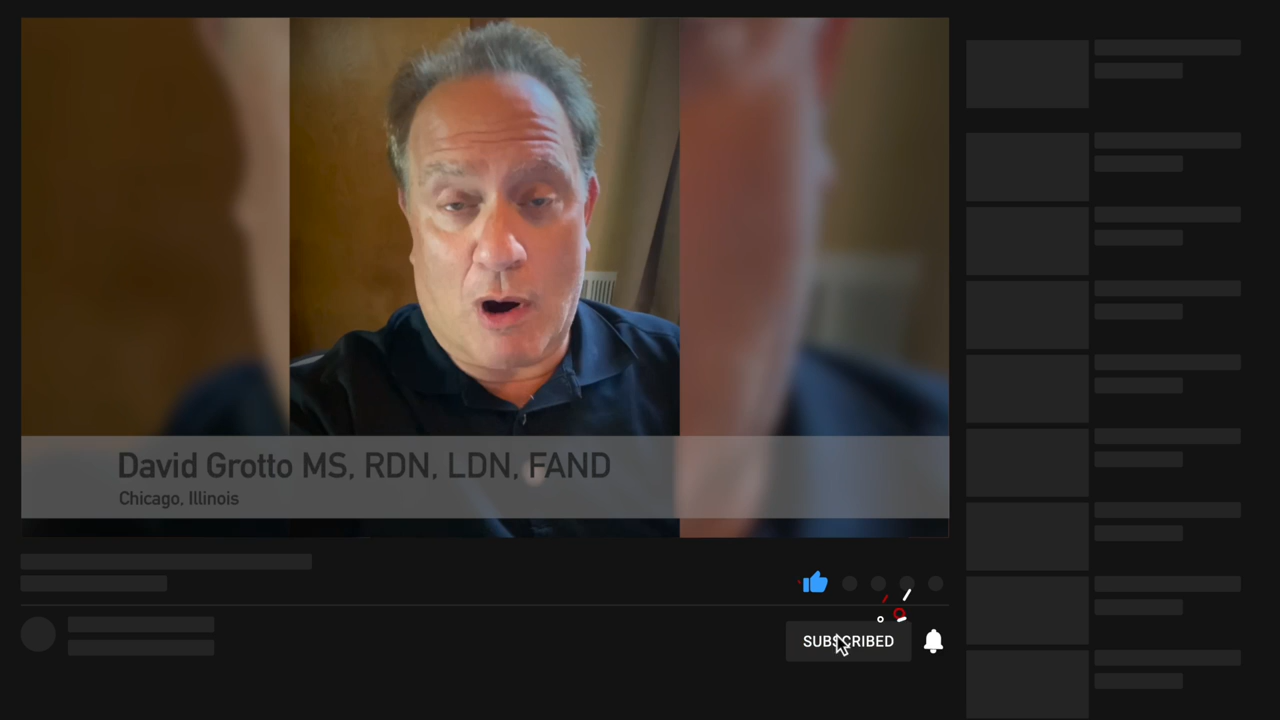 David Grotto MS, RDN, LDN, FAND
Chicago, Illinois
SUBSCRIBED